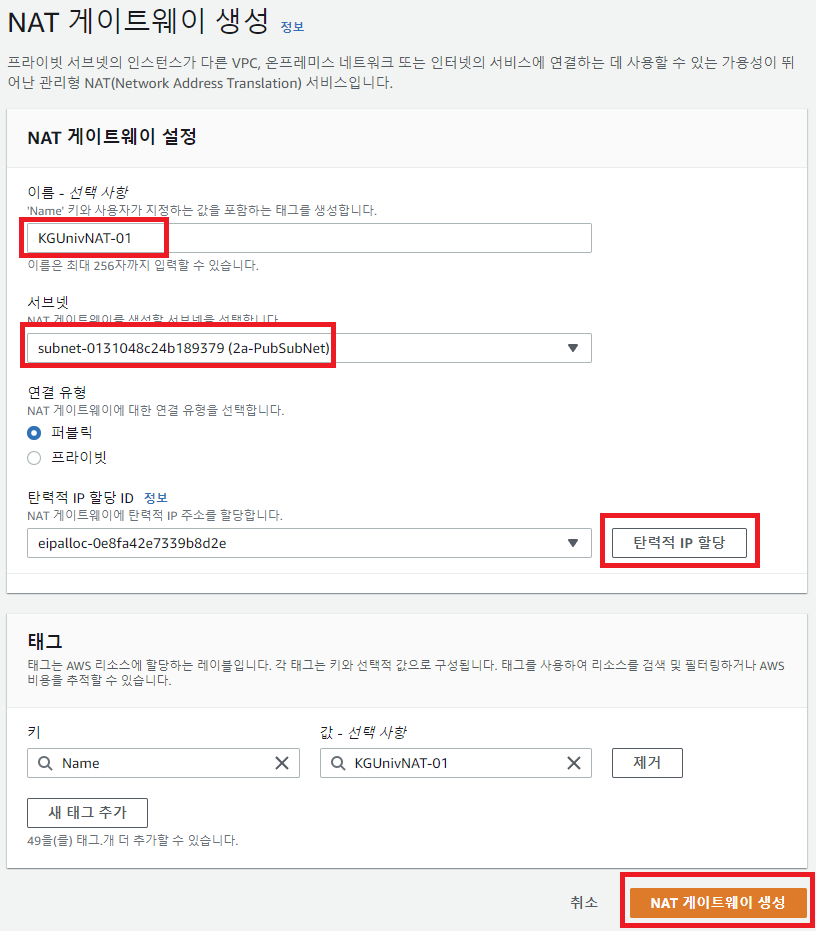 NAT 게이트웨이 생성 정보
프라이빗 서브넷의 인스턴스가 다른 VPC, 온프레미스 네트워크 또는 인터넷의 서비스에 연결하는 데 사용할 수 있는 가용성이 뛰
어난 관리형 NAT(Network Address Translation) 서비스입니다.
NAT 게이트웨이 설정
이름 - 선택 사항
'Name' 키와 사용자가 지정하는 값을 포함하는 태그를 생성합니다.
KGUnivNAT-01
이름은 최대 256자까지 입력할 수 있습니다.
서브넷
NAT 게이트웨이를 생성할 서브넷을 선택합니다.
subnet-0131048c24b189379 (2a-PubSubNet)
연결 유형
NAT 게이트웨이에 대한 연결 유형을 선택합니다.
퍼블릭
프라이빗
탄력적 IP 할당 ID 정보
NAT 게이트웨이에 탄력적 IP 주소를 할당합니다.
eipalloc-0e8fa42e7339b8d2e 탄력적 IP 할당
태그
태그는 AWS 리소스에 할당하는 레이블입니다. 각 태그는 키와 선택적 값으로 구성됩니다. 태그를 사용하여 리소스를 검색 및 필터링하거나 AWS
비용을 추적할 수 있습니다.
키 값 - 선택 사항
Name KGUnivNAT-01 제거
새 태그 추가
49을(를) 태그.개 더 추가할 수 있습니다.
취소 NAT 게이트웨이 생성